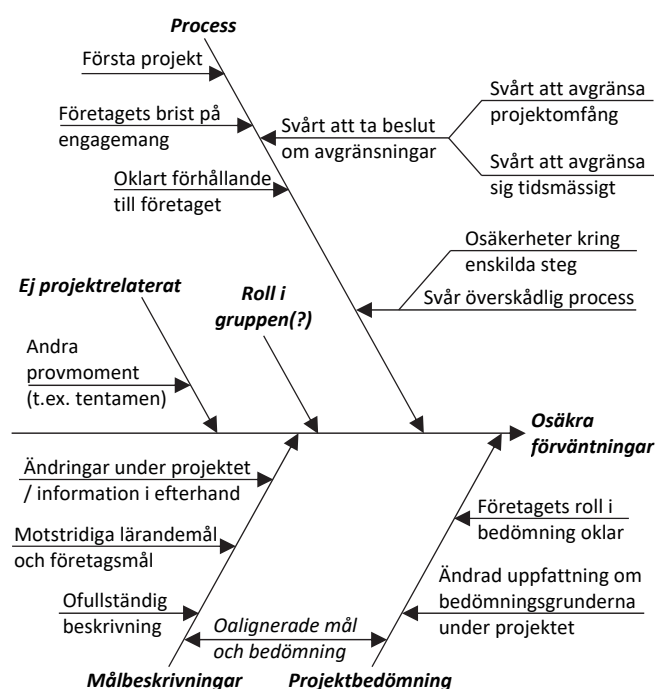 Process
Första projekt
Företagets brist på
engagemang
Svårt att ta beslut
om avgränsningar
Svårt att avgränsa
projektomfång
Svårt att avgränsa
sig tidsmässigt
Oklart förhållande
till företaget
Osäkerheter kring
enskilda steg
Svår överskådlig process
Ej projektrelaterat
Roll i
gruppen(?)
Andra
provmoment
(t.ex. tentamen)
Osäkra
förväntningar
Ändringar under projektet
/ information i efterhand
Motstridiga lärandemål
och företagsmål
Ofullständig
beskrivning
Företagets roll i
bedömning oklar
Ändrad uppfattning om
bedömningsgrunderna
under projektet
Oalignerade mål
och bedömning
Målbeskrivningar
Projektbedömning